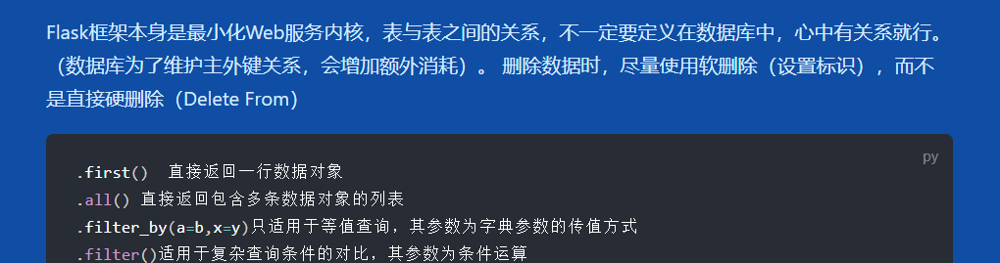 Flask框架本身是最小化Web服务内核，表与表之间的关系，不一定要定义在数据库中，心中有关系就行。
（数据库为了维护主外键关系，会增加额外消耗）。 删除数据时，尽量使用软删除（设置标识），而不
是直接硬删除（Delete From）
py
.first()  直接返回一行数据对象
.all() 直接返回包含多条数据对象的列表
.filter_by(a=b,x=y)只适用于等值查询，其参数为字典参数的传值方式
.filter()适用于复杂查询条件的对比，其参数为条件运算